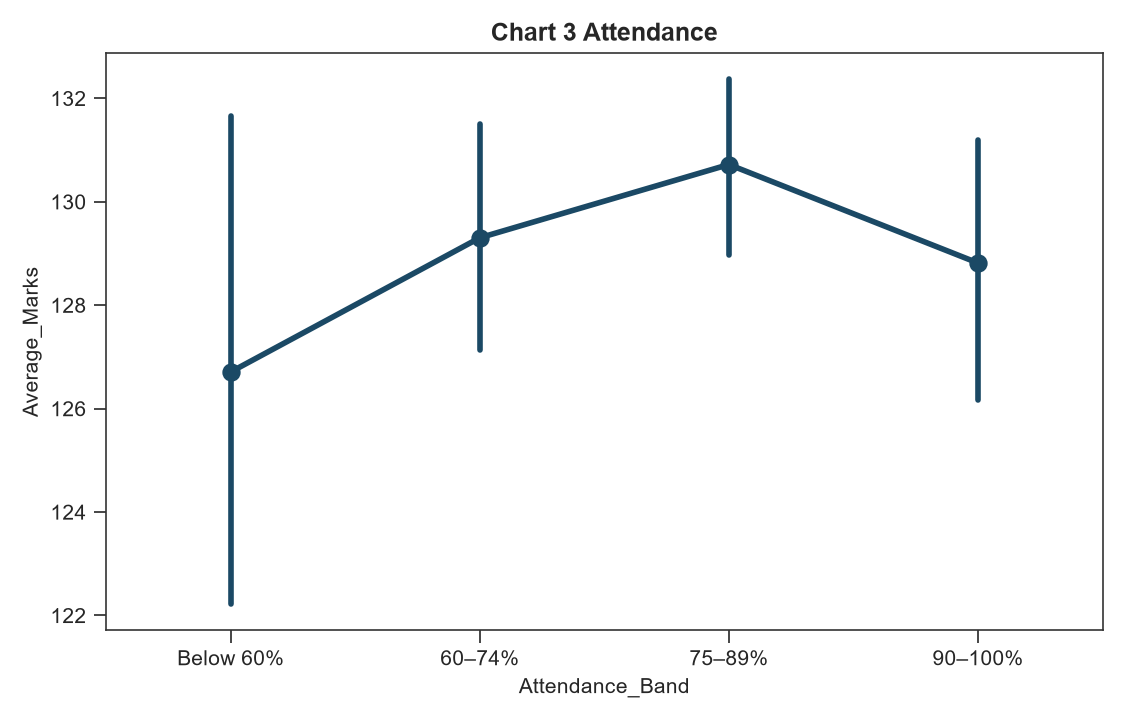 Chart 3 Attendance
132
130
128
126
124
122
Average_Marks
Below 60%
60–74%
75–89%
90–100%
Attendance_Band